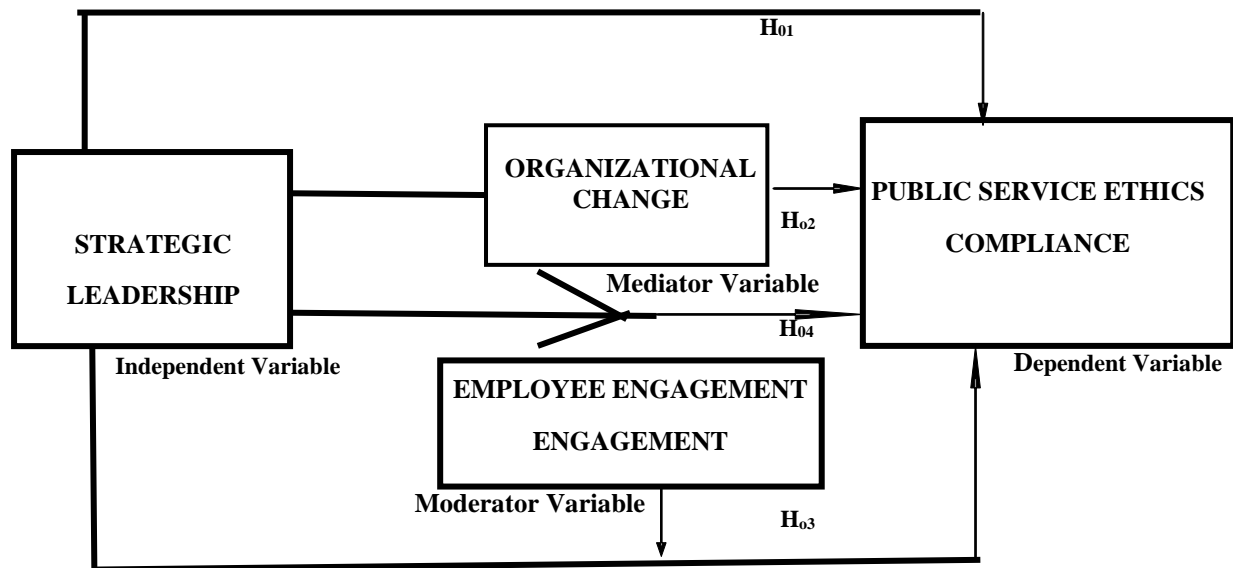 H01
ORGANIZATIONAL
CHANGE
PUBLIC SERVICE ETHICS
COMPLIANCE
Ho2
STRATEGIC
LEADERSHIP
Mediator Variable
H04
Independent Variable
Dependent Variable
EMPLOYEE ENGAGEMENT
ENGAGEMENT
Moderator Variable
Ho3